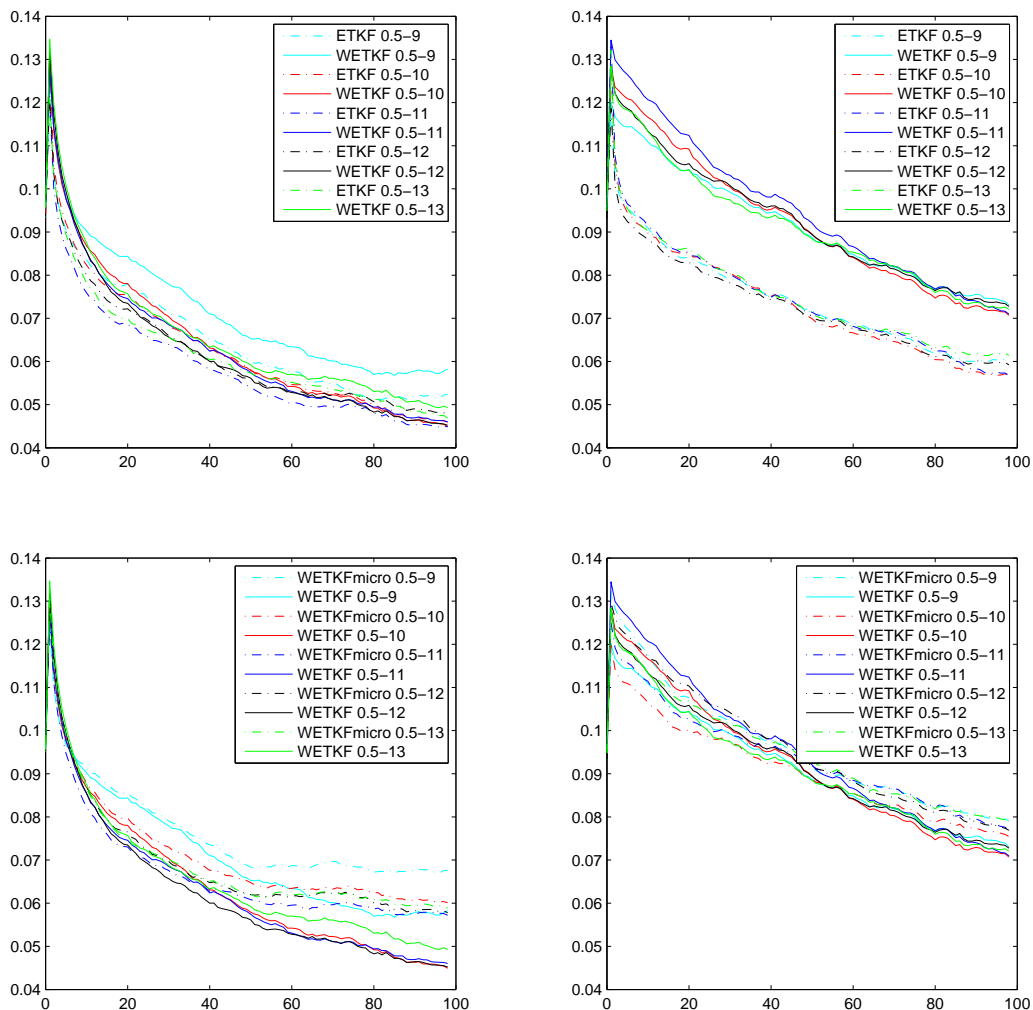 0.14
0.13
0.12
0.11
0.1
0.09
0.08
0.07
0.06
0.05
0.04
0 20 40 60 80 100
ETKF 0.5−9
WETKF 0.5−9
ETKF 0.5−10
WETKF 0.5−10
ETKF 0.5−11
WETKF 0.5−11
ETKF 0.5−12
WETKF 0.5−12
ETKF 0.5−13
WETKF 0.5−13
0.14
0.13
0.12
0.11
0.1
0.09
0.08
0.07
0.06
0.05
0.04
0 20 40 60 80 100
ETKF 0.5−9
WETKF 0.5−9
ETKF 0.5−10
WETKF 0.5−10
ETKF 0.5−11
WETKF 0.5−11
ETKF 0.5−12
WETKF 0.5−12
ETKF 0.5−13
WETKF 0.5−13
0.14
0.13
0.12
0.11
0.1
0.09
0.08
0.07
0.06
0.05
0.04
0 20 40 60 80 100
WETKFmicro 0.5−9
WETKF 0.5−9
WETKFmicro 0.5−10
WETKF 0.5−10
WETKFmicro 0.5−11
WETKF 0.5−11
WETKFmicro 0.5−12
WETKF 0.5−12
WETKFmicro 0.5−13
WETKF 0.5−13
0.14
0.13
0.12
0.11
0.1
0.09
0.08
0.07
0.06
0.05
0.04
0 20 40 60 80 100
WETKFmicro 0.5−9
WETKF 0.5−9
WETKFmicro 0.5−10
WETKF 0.5−10
WETKFmicro 0.5−11
WETKF 0.5−11
WETKFmicro 0.5−12
WETKF 0.5−12
WETKFmicro 0.5−13
WETKF 0.5−13